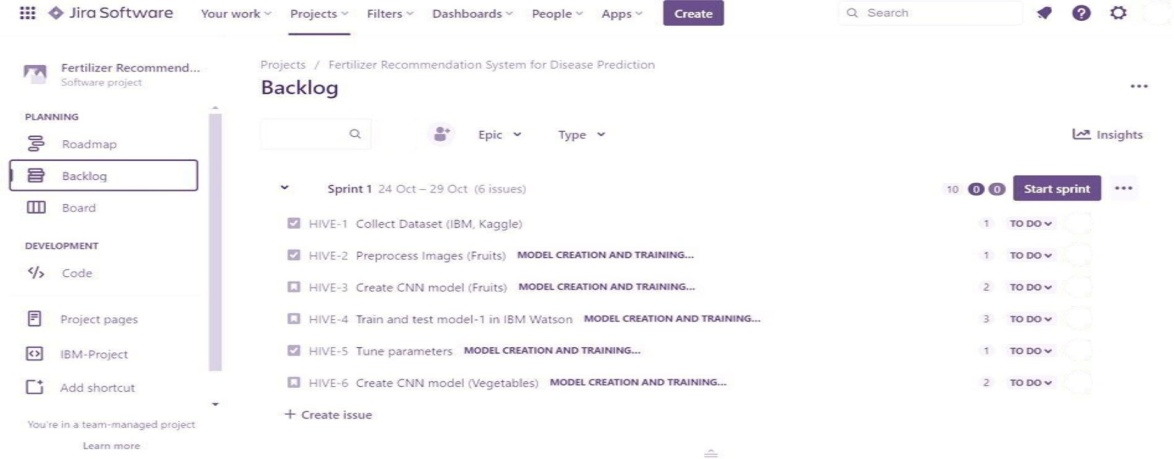 Jira Software Your work Projects Filters Dashboards People Apps Create Search
Fertilizer Recommend...
Software project
PLANNING
Roadmap
Backlog
Board
DEVELOPMENT
Code
Project pages
IBM-Project
Add shortcut
You're in a team-managed project
Learn more
Projects / Fertilizer Recommendation System for Disease Prediction
Backlog
Epic Type Insights
Sprint 1 24 Oct – 29 Oct (6 issues) 10 0 0 Start sprint
HIVE-1 Collect Dataset (IBM, Kaggle) 1 TO DO
HIVE-2 Preprocess Images (Fruits) MODEL CREATION AND TRAINING... 1 TO DO
HIVE-3 Create CNN model (Fruits) MODEL CREATION AND TRAINING... 2 TO DO
HIVE-4 Train and test model-1 in IBM Watson MODEL CREATION AND TRAINING... 3 TO DO
HIVE-5 Tune parameters MODEL CREATION AND TRAINING... 1 TO DO
HIVE-6 Create CNN model (Vegetables) MODEL CREATION AND TRAINING... 2 TO DO
+ Create issue